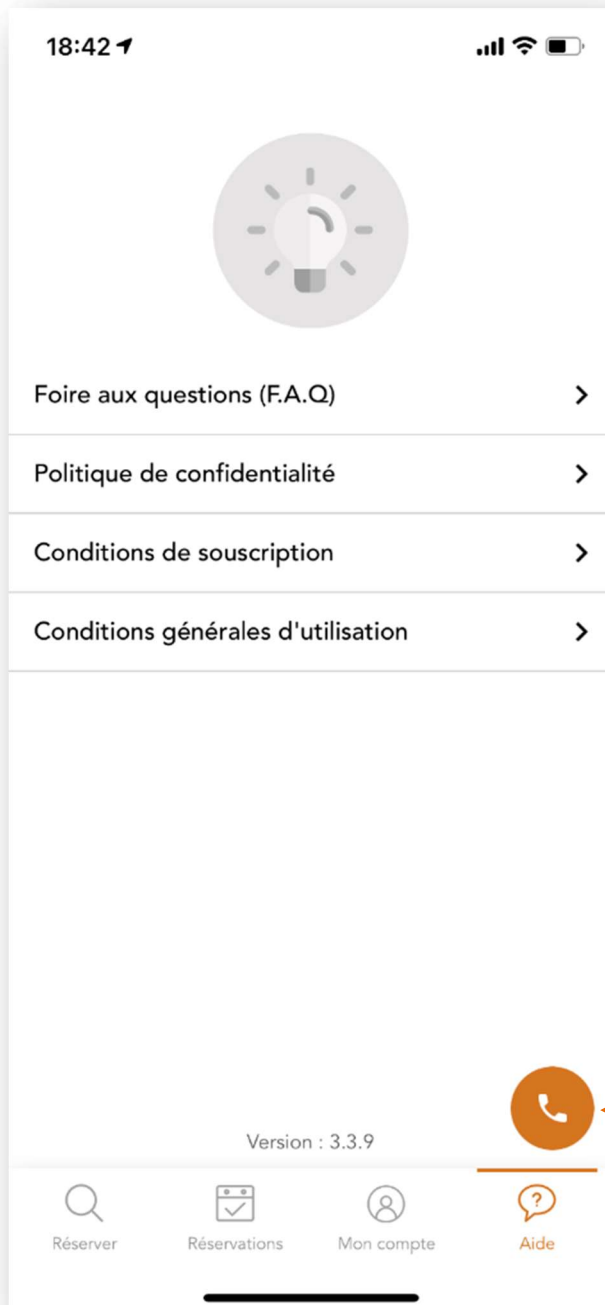 18:42
Foire aux questions (F.A.Q)
Politique de confidentialité
Conditions de souscription
Conditions générales d'utilisation
Version : 3.3.9
Réserver
Réservations
Mon compte
Aide